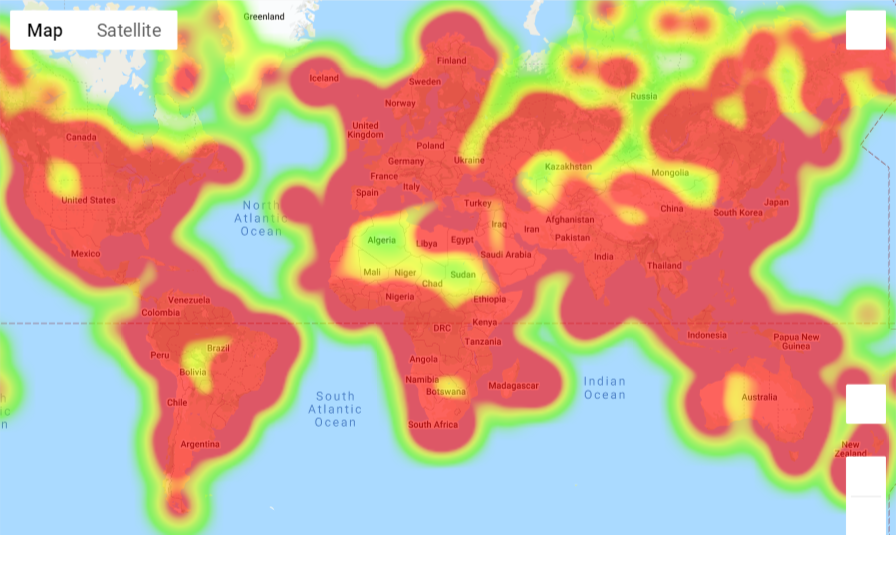 Map Satellite
Greenland
Finland
Iceland
Sweden
Russia
Norway
United
Kingdom
Canada
Poland
Ukraine
Germany
Kazakhstan
Mongolia
France
Italy
Spain
United States
Turkey
Japan
North
Atlantic
Ocean
Afghanistan
China
South Korea
Iraq
Iran
Algeria
Libya
Egypt
Pakistan
Mexico
Saudi Arabia
India
Thailand
Mali
Niger
Sudan
Chad
Venezuela
Nigeria
Ethiopia
Colombia
DRC
Kenya
Indonesia
Papua New
Guinea
Tanzania
Brazil
Peru
Angola
Bolivia
Namibia
Botswana
Madagascar
Indian
Ocean
South
Atlantic
Ocean
Chile
Australia
South Africa
Argentina
New
Zealand